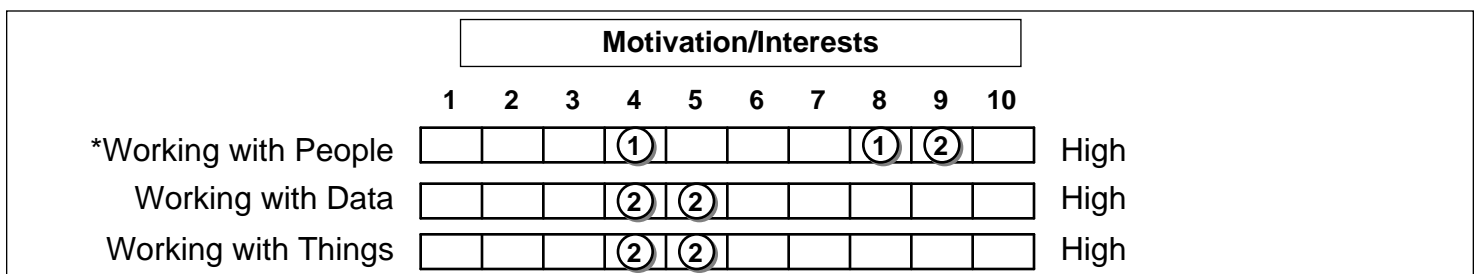 Motivation/Interests
1 2 3 4 5 6 7 8 9 10
*Working with People 1 1 2 High
Working with Data 2 2 High
Working with Things 2 2 High